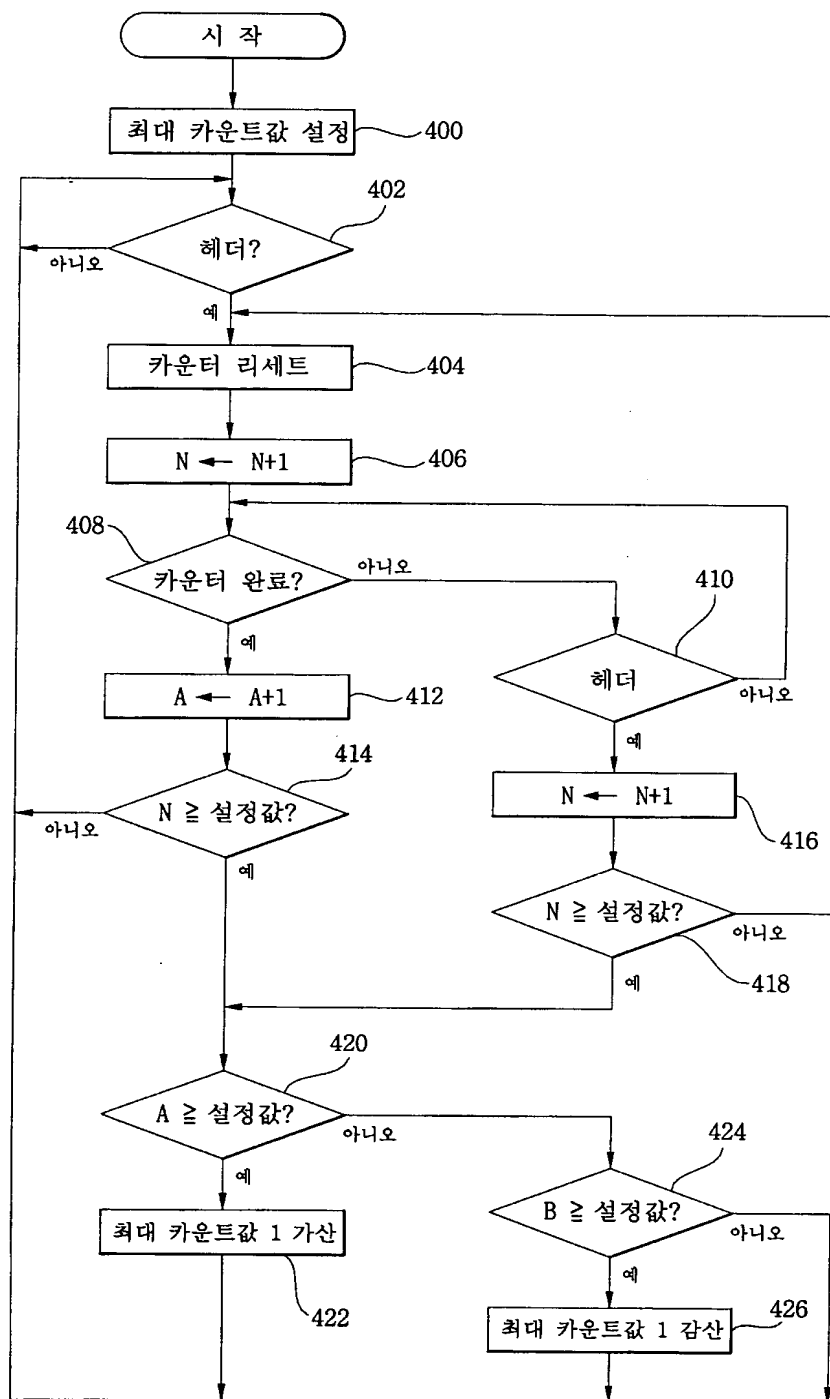 시 작
최대 카운트값 설정
400
402
헤더?
아니오
예
카운터 리세트
404
N ← N+1
406
408
카운터 완료?
아니오
410
예
헤더
아니오
A ← A+1
412
예
414
N ≧ 설정값?
아니오
N ← N+1
416
예
N ≧ 설정값?
아니오
418
예
420
A ≧ 설정값?
아니오
424
예
B ≧ 설정값?
아니오
최대 카운트값 1 가산
422
예
최대 카운트값 1 감산
426